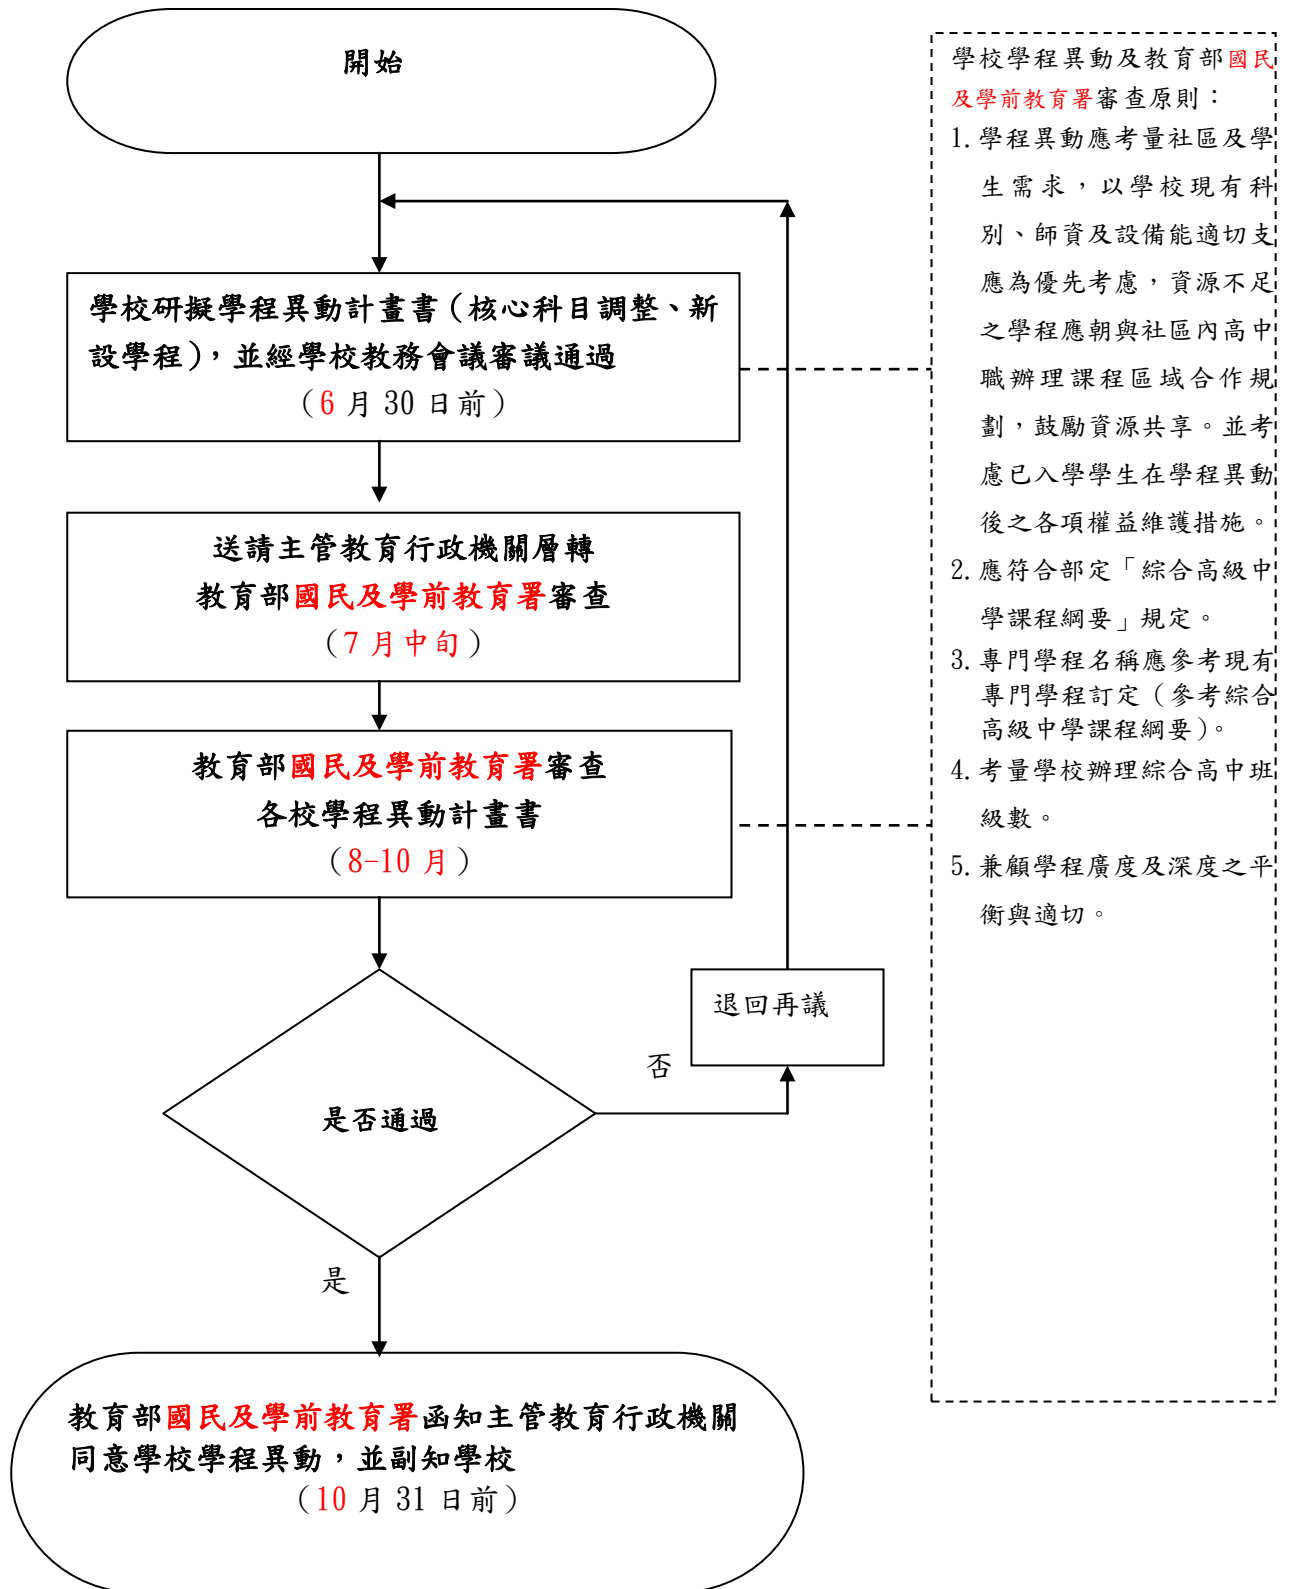 開始
學校研擬學程異動計畫書（核心科目調整、新
設學程），並經學校教務會議審議通過
（6 月 30 日前）
送請主管教育行政機關層轉
教育部國民及學前教育署審查
（7 月中旬）
教育部國民及學前教育署審查
各校學程異動計畫書
（8-10 月）
是否通過
否
退回再議
是
教育部國民及學前教育署函知主管教育行政機關
同意學校學程異動，並副知學校
（10 月 31 日前）
學校學程異動及教育部國民
及學前教育署審查原則：
1. 學程異動應考量社區及學
生需求，以學校現有科
別、師資及設備能適切支
應為優先考慮，資源不足
之學程應朝與社區內高中
職辦理課程區域合作規
劃，鼓勵資源共享。並考
慮已入學學生在學程異動
後之各項權益維護措施。
2. 應符合部定「綜合高級中
學課程綱要」規定。
3. 專門學程名稱應參考現有
專門學程訂定（參考綜合
高級中學課程綱要）。
4. 考量學校辦理綜合高中班
級數。
5. 兼顧學程廣度及深度之平
衡與適切。